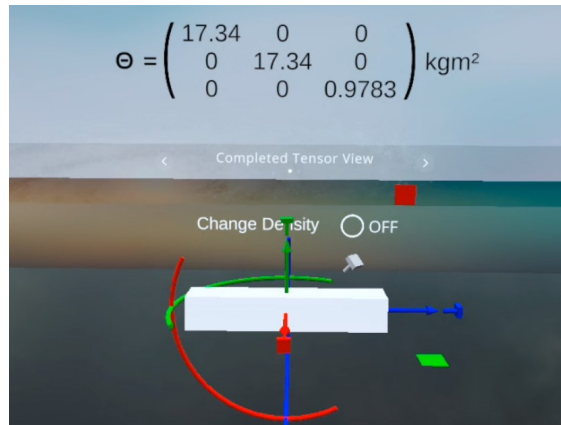 17.34 0 0
Θ = ( 0 17.34 0 ) kgm²
0 0 0.9783
‹ Completed Tensor View ›
Change Density OFF